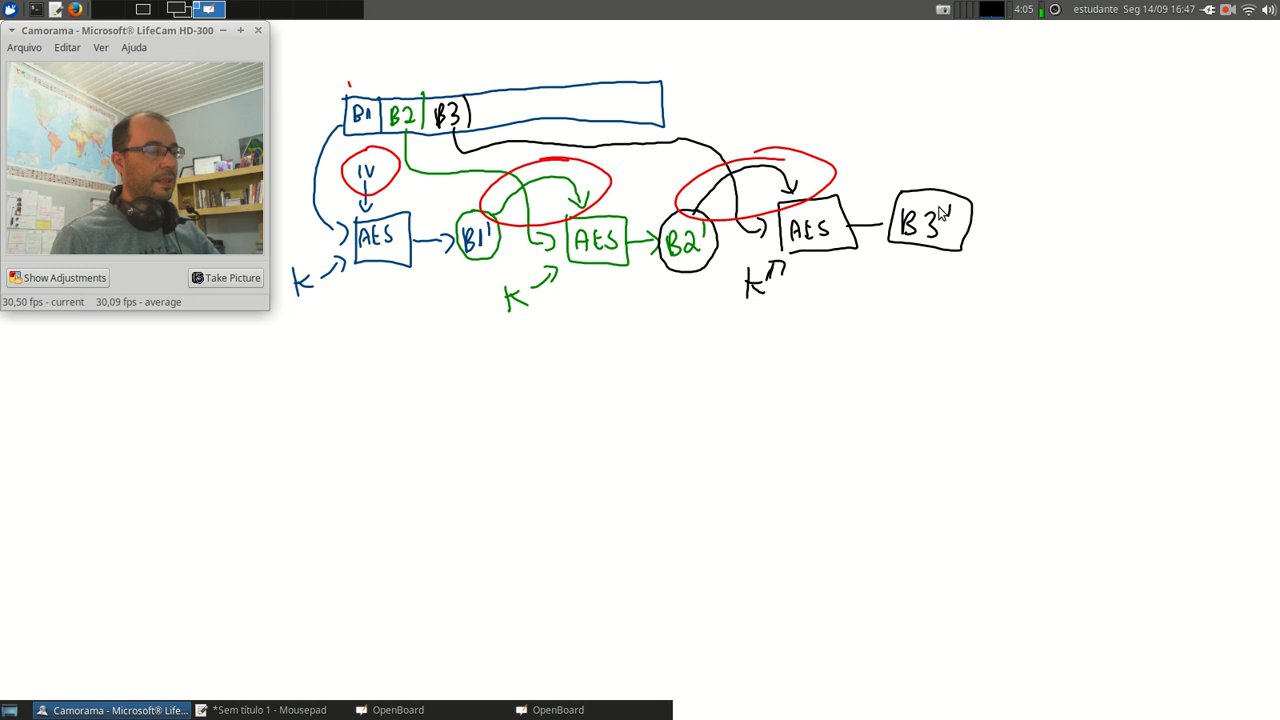 4:05 estudante Seg 14/09 16:47
Camorama - Microsoft® LifeCam HD-300
Arquivo Editar Ver Ajuda
Show Adjustments Take Picture
30,50 fps - current 30,09 fps - average
B1 B2 B3
IV
AES B1' AES B2' AES B3'
K K K
Camorama - Microsoft® LifeCam... *Sem título 1 - Mousepad OpenBoard OpenBoard